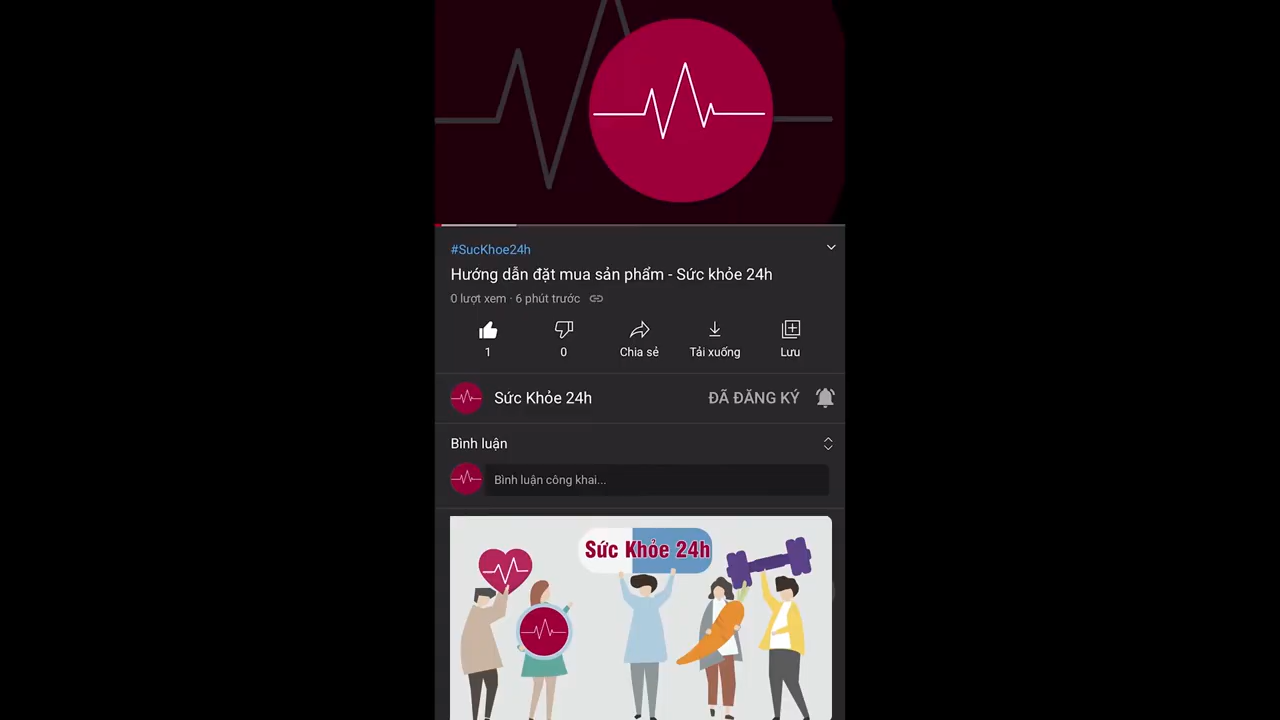 #SucKhoe24h
Hướng dẫn đặt mua sản phẩm - Sức khỏe 24h
0 lượt xem · 6 phút trước
1
0
Chia sẻ
Tải xuống
Lưu
Sức Khỏe 24h
ĐÃ ĐĂNG KÝ
Bình luận
Bình luận công khai...
Sức Khỏe 24h